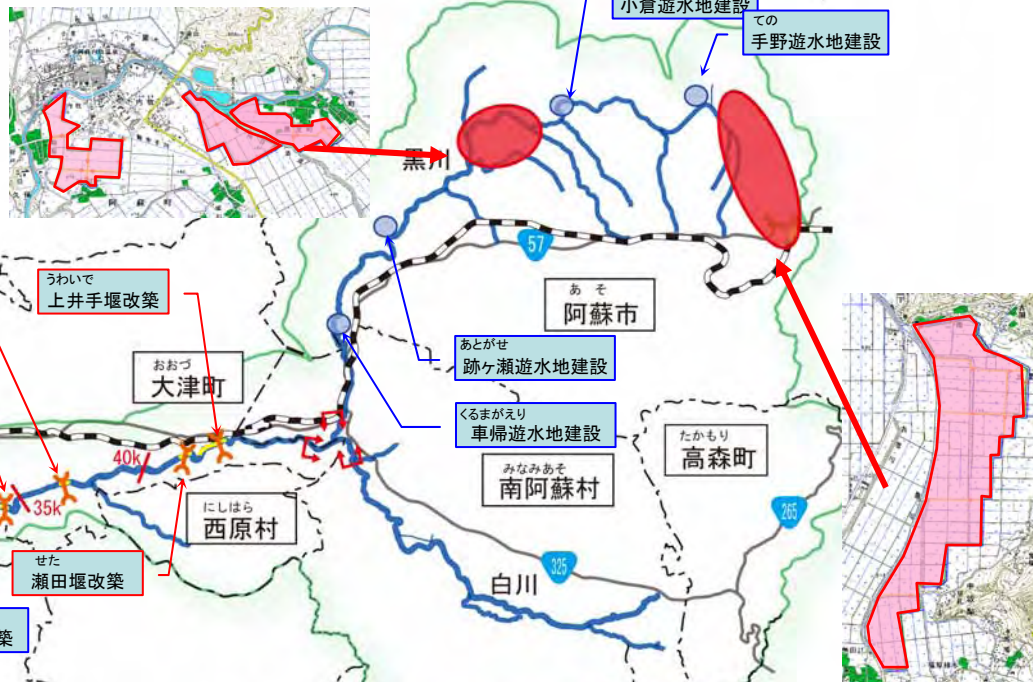 小倉遊水地建設
ての
手野遊水地建設
黒川
57
うわいで
上井手堰改築
あ そ
阿蘇市
あとがせ
跡ヶ瀬遊水地建設
おおづ
大津町
くるまがえり
車帰遊水地建設
たかもり
高森町
みなみあそ
南阿蘇村
40k
35k
にしはら
西原村
265
325
せた
瀬田堰改築
白川
築